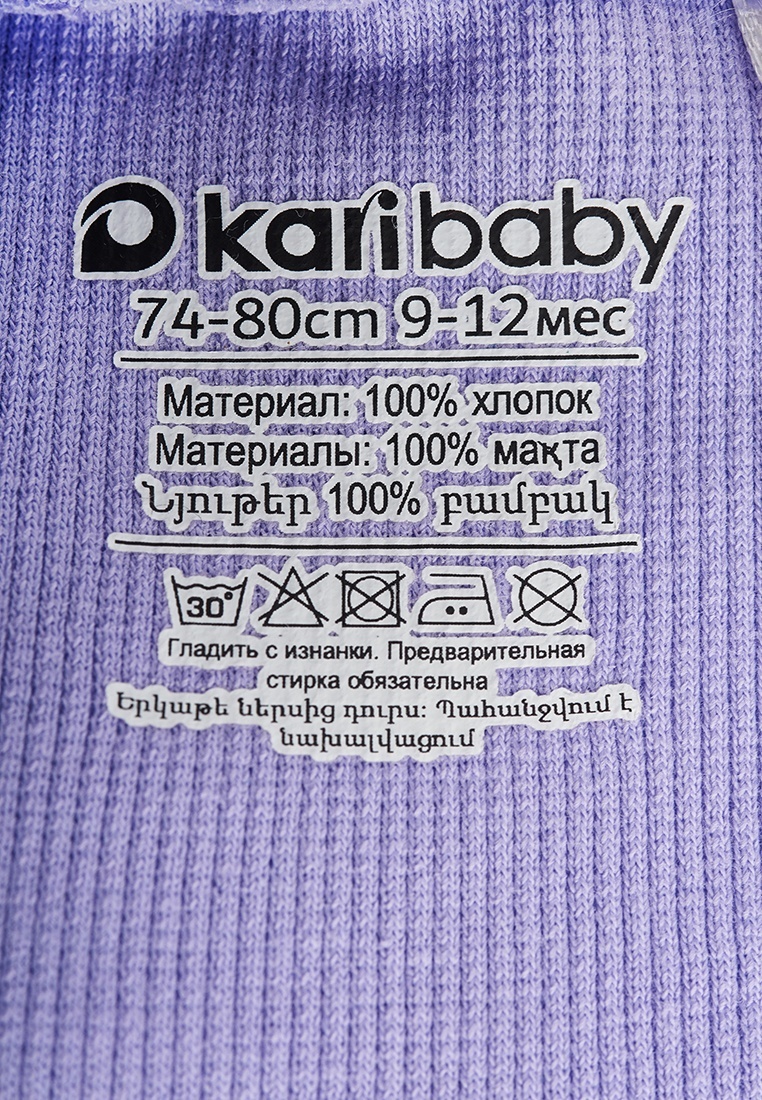 kari baby
74-80cm 9-12мес
Материал: 100% хлопок
Материалы: 100% мақта
Նյութեր 100% բամբակ
30°
Гладить с изнанки. Предварительная
стирка обязательна
Երկաթե ներսից դուրս: Պահանջվում է
նախալվացում